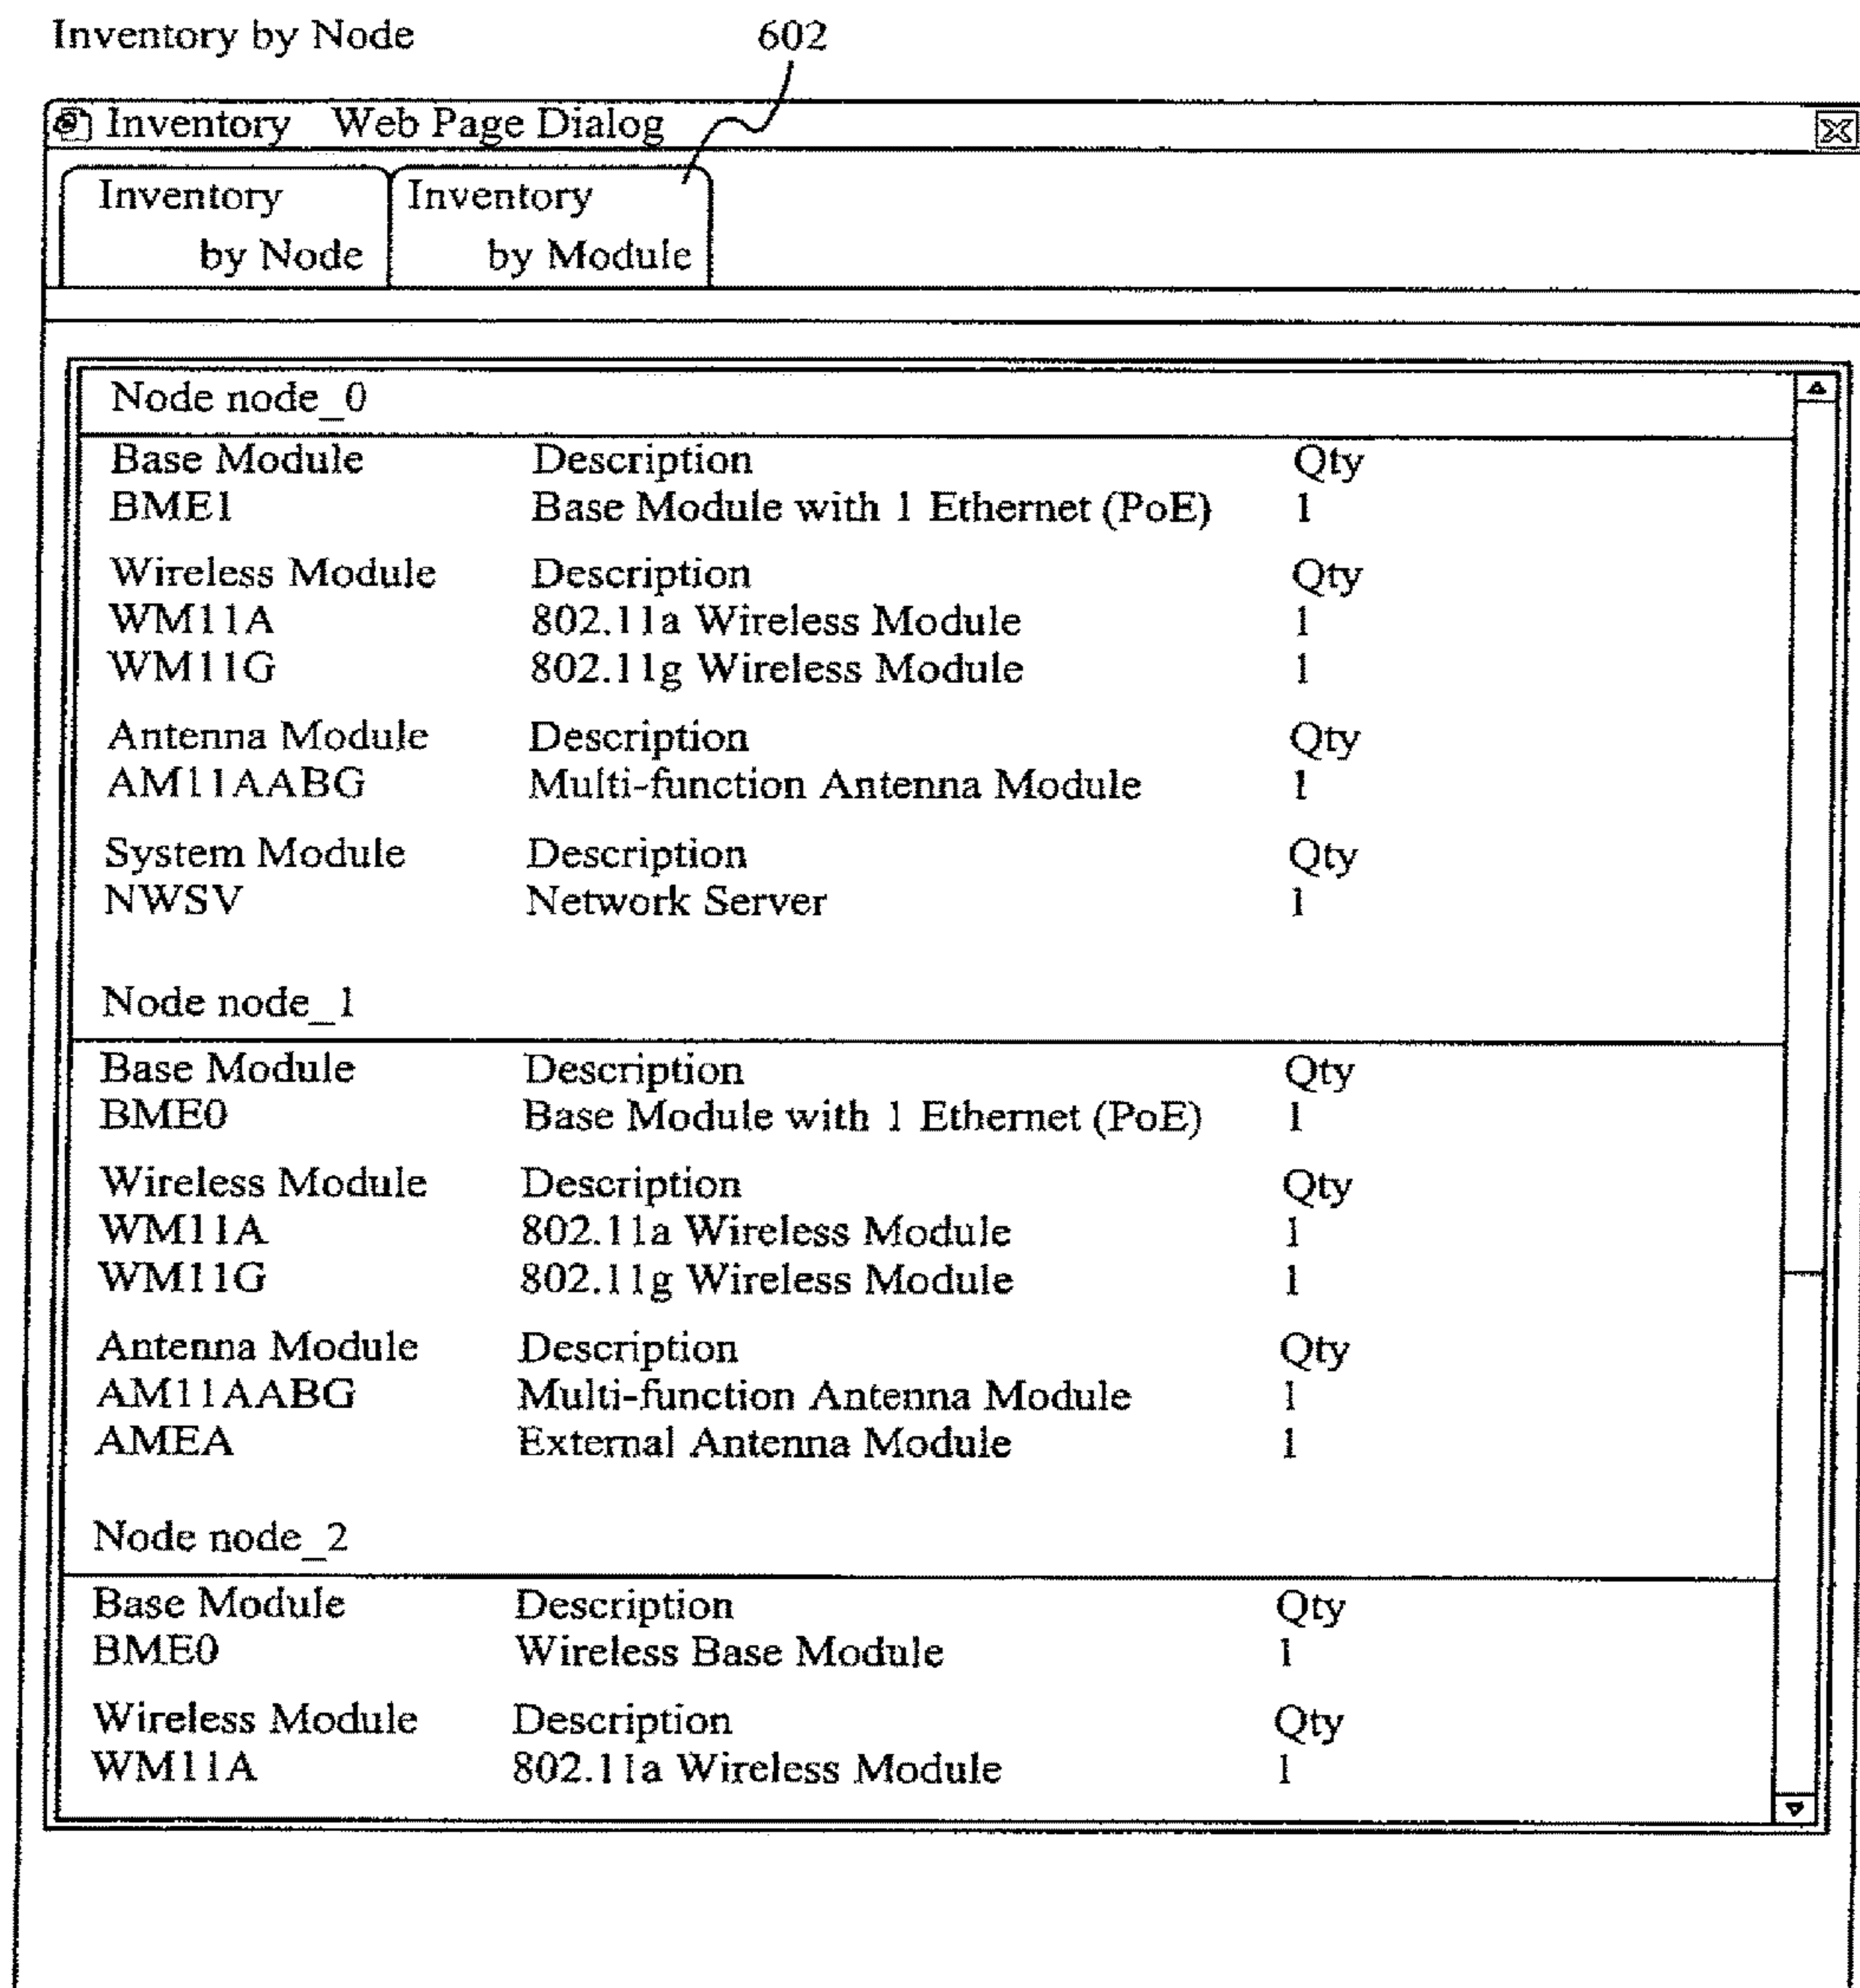 Inventory by Node
602
Inventory Web Page Dialog
Inventory by Node
Inventory by Module
Node node_0
Base Module Description Qty
BME1 Base Module with 1 Ethernet (PoE) 1
Wireless Module Description Qty
WM11A 802.11a Wireless Module 1
WM11G 802.11g Wireless Module 1
Antenna Module Description Qty
AM11AABG Multi-function Antenna Module 1
System Module Description Qty
NWSV Network Server 1
Node node_1
Base Module Description Qty
BME0 Base Module with 1 Ethernet (PoE) 1
Wireless Module Description Qty
WM11A 802.11a Wireless Module 1
WM11G 802.11g Wireless Module 1
Antenna Module Description Qty
AM11AABG Multi-function Antenna Module 1
AMEA External Antenna Module 1
Node node_2
Base Module Description Qty
BME0 Wireless Base Module 1
Wireless Module Description Qty
WM11A 802.11a Wireless Module 1